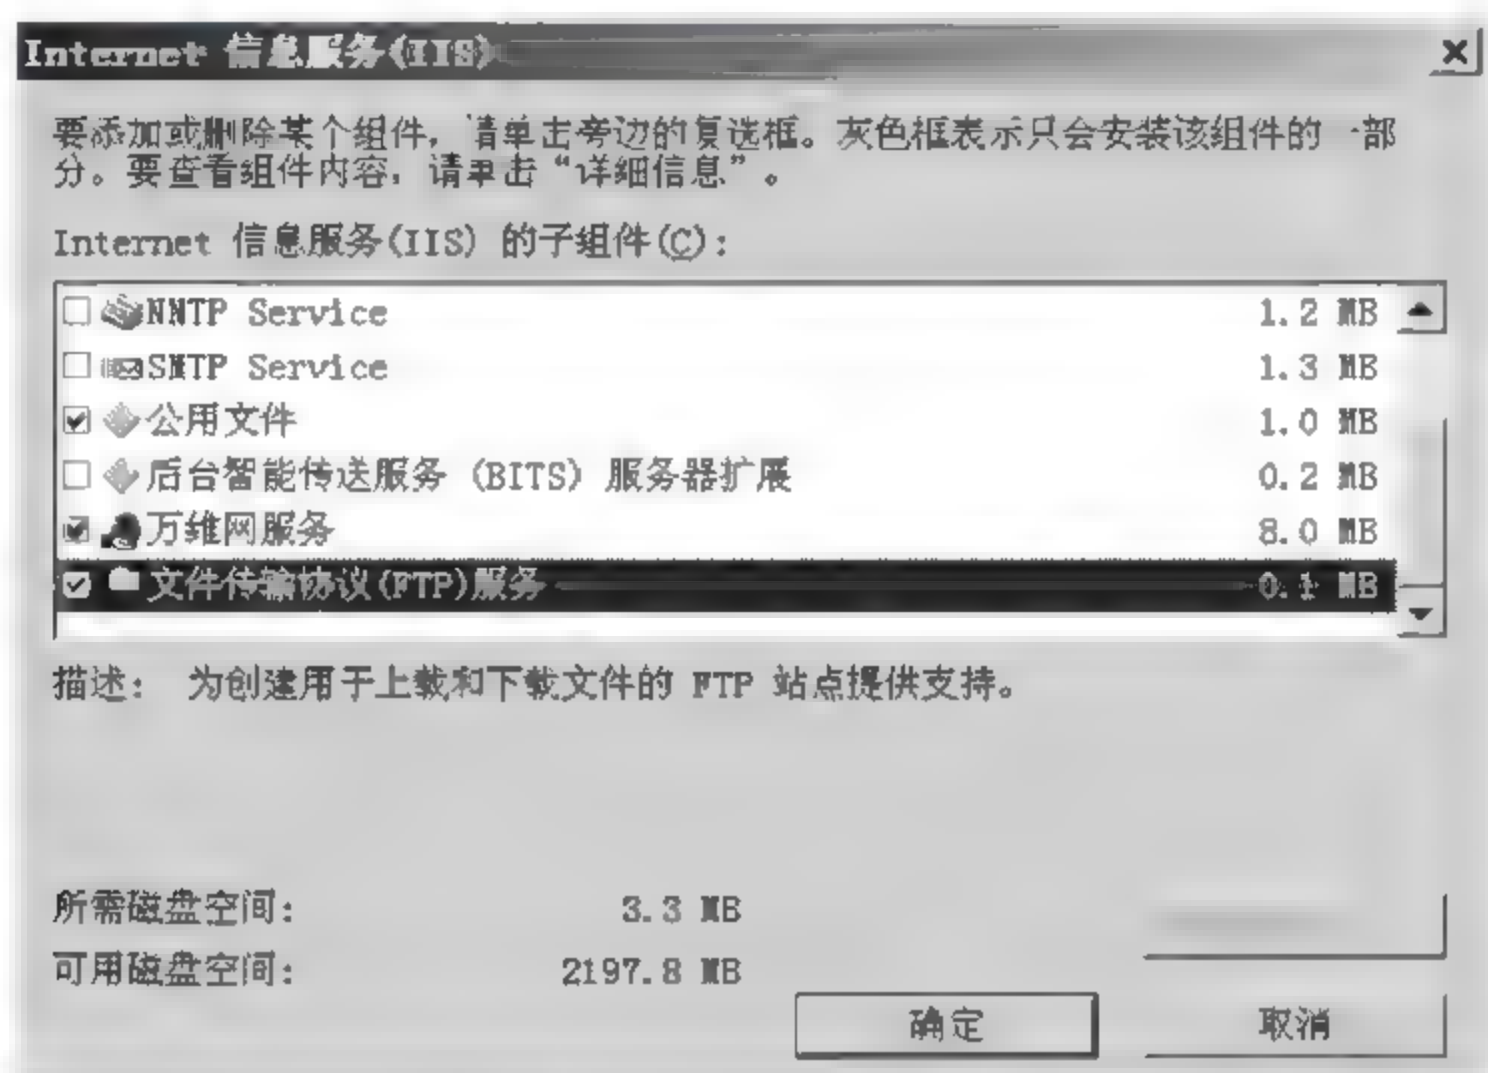 Internet 信息服务(IIS)
要添加或删除某个组件，请单击旁边的复选框。灰色框表示只会安装该组件的一部
分。要查看组件内容，请单击“详细信息”。
Internet 信息服务(IIS) 的子组件(C):
NNTP Service 1.2 MB
SMTP Service 1.3 MB
公用文件 1.0 MB
后台智能传送服务 (BITS) 服务器扩展 0.2 MB
万维网服务 8.0 MB
文件传输协议(FTP)服务 0.1 MB
描述: 为创建用于上载和下载文件的 FTP 站点提供支持。
所需磁盘空间: 3.3 MB
可用磁盘空间: 2197.8 MB
确定 取消